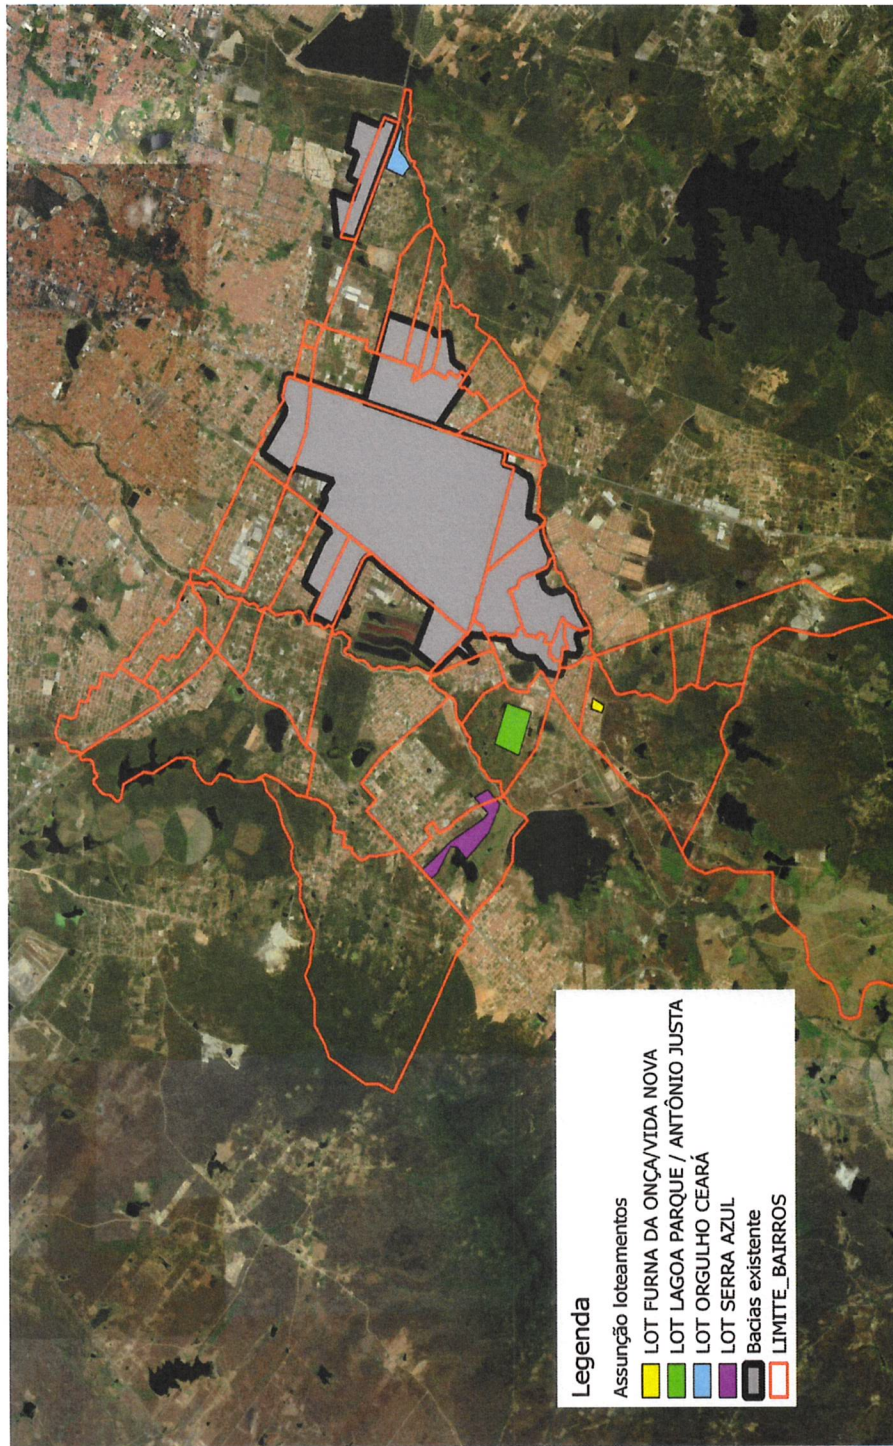 Legenda
Assunção loteamentos
LOT FURNA DA ONÇA/VIDA NOVA
LOT LAGOA PARQUE / ANTÔNIO JUSTA
LOT ORGULHO CEARÁ
LOT SERRA AZUL
Bacias existente
LIMITE_BAIRROS